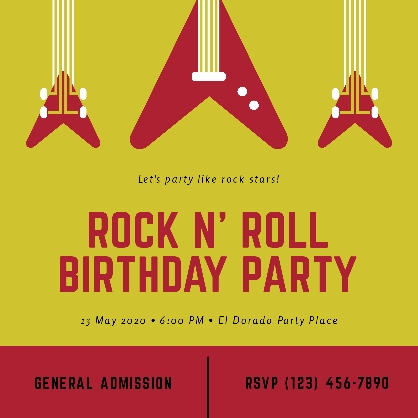 Let's party like rock stars!
ROCK N' ROLL
BIRTHDAY PARTY
23 May 2020 • 6:00 PM • El Dorado Party Place
GENERAL ADMISSION
RSVP (123) 456-7890